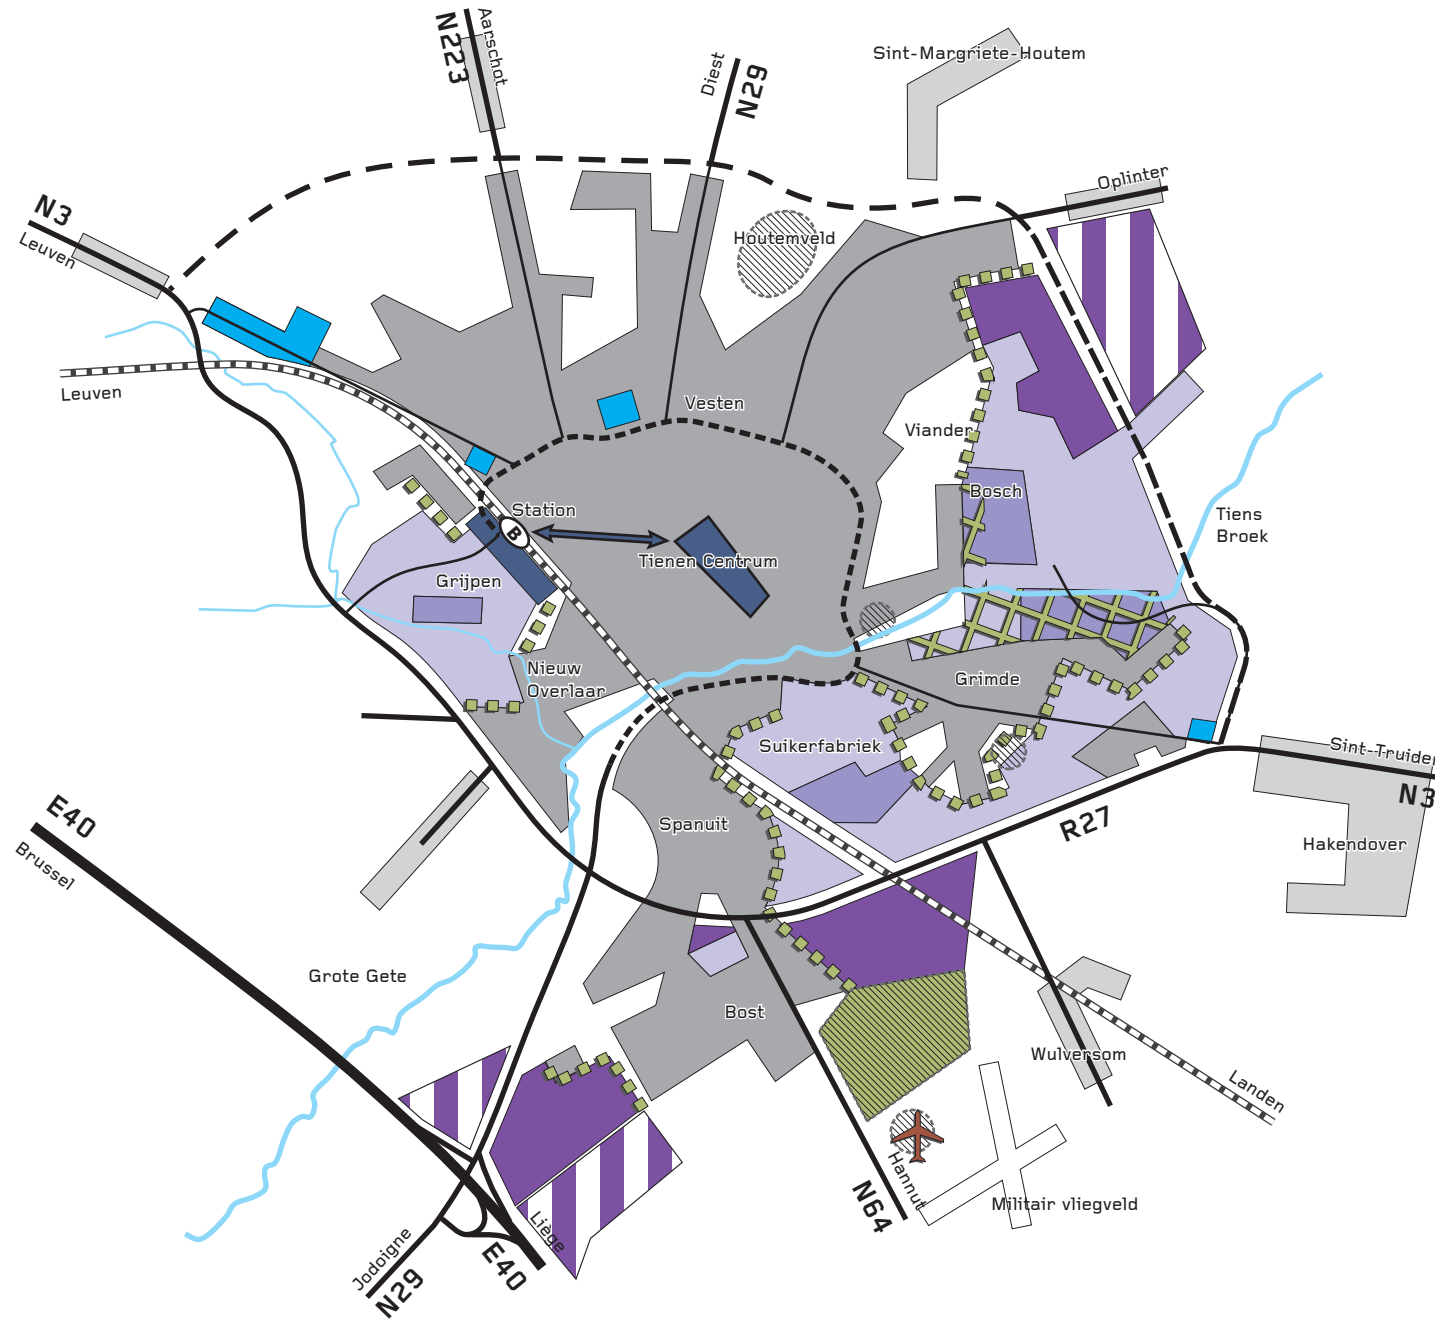 N223
Aarschot
Diest
N29
Sint-Margriete-Houtem
Oplinter
N3
Leuven
Houtemveld
Leuven
Vesten
Viander
Bosch
Station
B
Tiens
Broek
Tienen Centrum
Grijpen
Nieuw
Overlaar
Grimde
Suikerfabriek
Sint-Truiden
N3
Hakendover
R27
Spanuit
E40
Brussel
Grote Gete
Bost
Wulversom
Landen
Hannut
N64
Militair vliegveld
Liège
E40
Jodoigne
N29